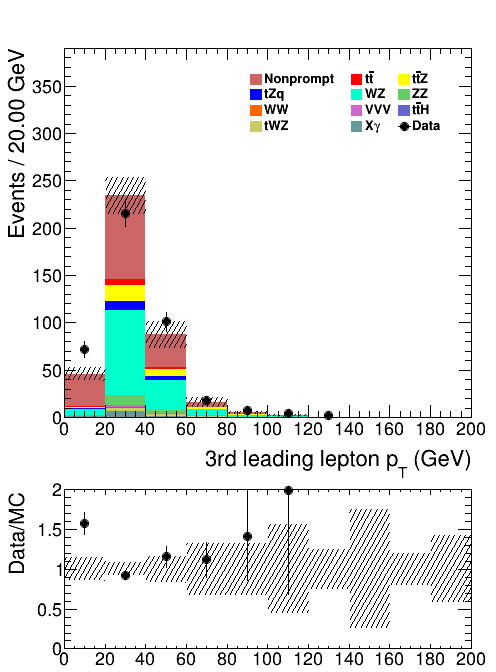 Events / 20.00 GeV
400
350
300
250
200
150
100
50
0
Nonprompt tt̄ tt̄Z
tZq WZ ZZ
WW VVV tt̄H
tWZ Xγ Data
0 20 40 60 80 100 120 140 160 180 200
3rd leading lepton p_T (GeV)
Data/MC
2
1.5
1
0.5
0
0 20 40 60 80 100 120 140 160 180 200